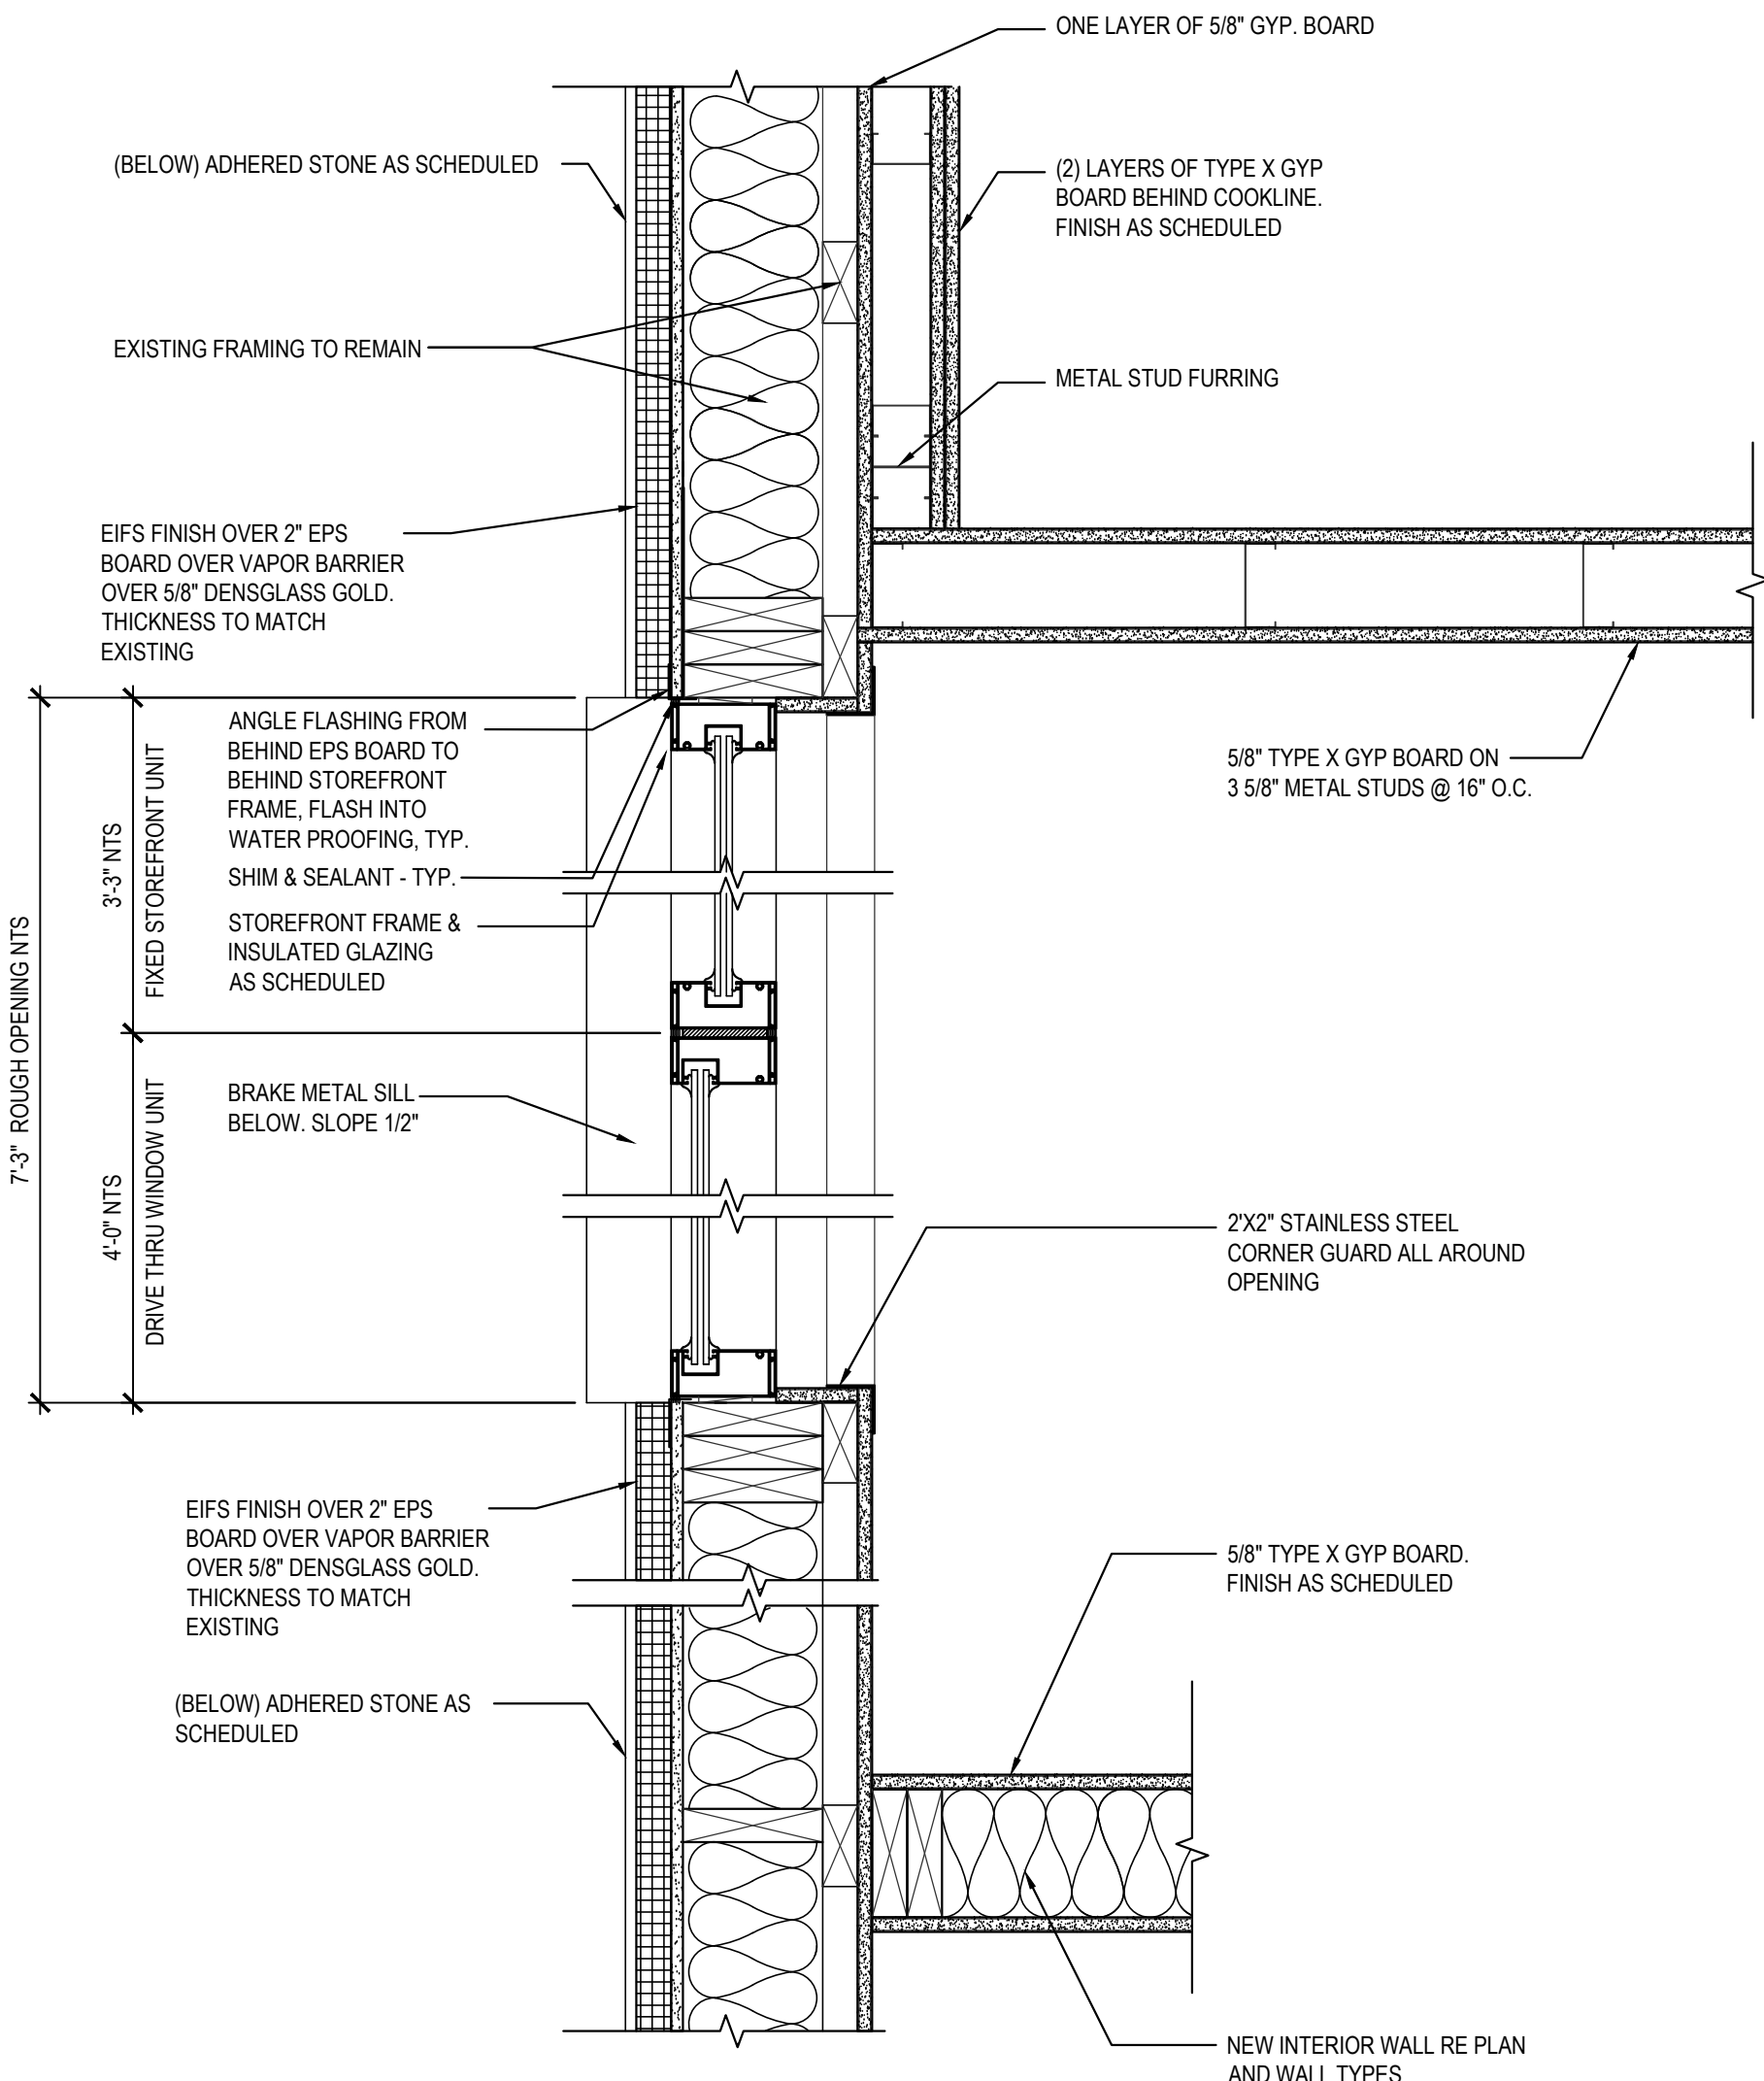 ONE LAYER OF 5/8" GYP. BOARD
(BELOW) ADHERED STONE AS SCHEDULED
(2) LAYERS OF TYPE X GYP
BOARD BEHIND COOKLINE.
FINISH AS SCHEDULED
EXISTING FRAMING TO REMAIN
METAL STUD FURRING
EIFS FINISH OVER 2" EPS
BOARD OVER VAPOR BARRIER
OVER 5/8" DENSGLASS GOLD.
THICKNESS TO MATCH
EXISTING
ANGLE FLASHING FROM
BEHIND EPS BOARD TO
BEHIND STOREFRONT
FRAME, FLASH INTO
WATER PROOFING, TYP.
5/8" TYPE X GYP BOARD ON
3 5/8" METAL STUDS @ 16" O.C.
SHIM & SEALANT - TYP.
STOREFRONT FRAME &
INSULATED GLAZING
AS SCHEDULED
7'-3" ROUGH OPENING NTS
3'-3" NTS
FIXED STOREFRONT UNIT
4'-0" NTS
DRIVE THRU WINDOW UNIT
BRAKE METAL SILL
BELOW. SLOPE 1/2"
2'X2" STAINLESS STEEL
CORNER GUARD ALL AROUND
OPENING
EIFS FINISH OVER 2" EPS
BOARD OVER VAPOR BARRIER
OVER 5/8" DENSGLASS GOLD.
THICKNESS TO MATCH
EXISTING
5/8" TYPE X GYP BOARD.
FINISH AS SCHEDULED
(BELOW) ADHERED STONE AS
SCHEDULED
NEW INTERIOR WALL RE PLAN
AND WALL TYPES